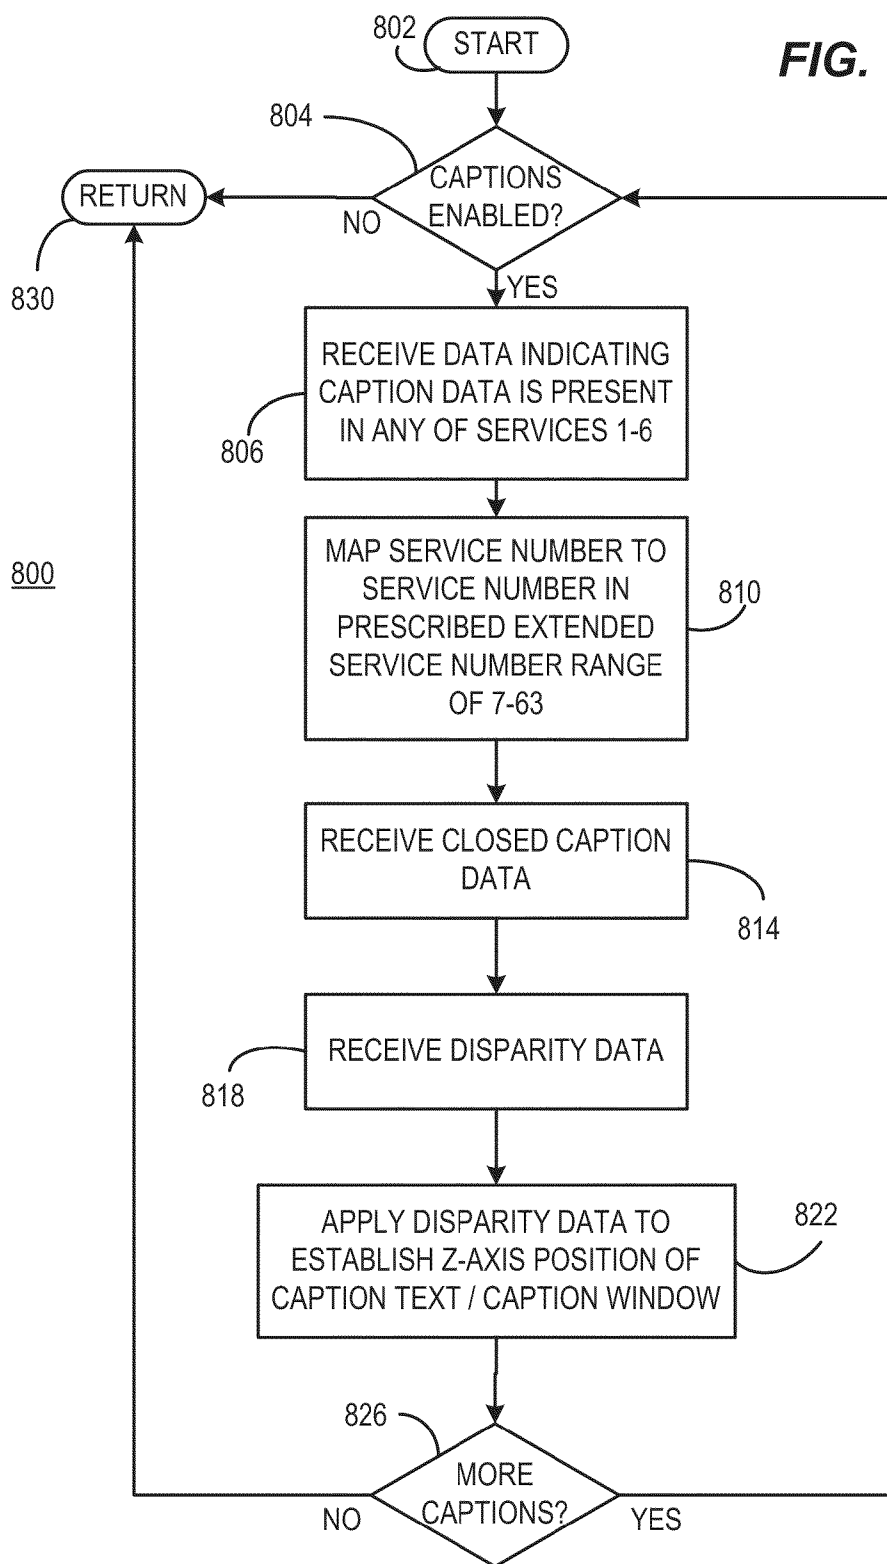 802
START
FIG.
804
CAPTIONS
ENABLED?
RETURN
NO
830
YES
RECEIVE DATA INDICATING
CAPTION DATA IS PRESENT
IN ANY OF SERVICES 1-6
806
800
MAP SERVICE NUMBER TO
SERVICE NUMBER IN
PRESCRIBED EXTENDED
SERVICE NUMBER RANGE
OF 7-63
810
RECEIVE CLOSED CAPTION
DATA
814
RECEIVE DISPARITY DATA
818
APPLY DISPARITY DATA TO
ESTABLISH Z-AXIS POSITION OF
CAPTION TEXT / CAPTION WINDOW
822
826
MORE
CAPTIONS?
NO
YES